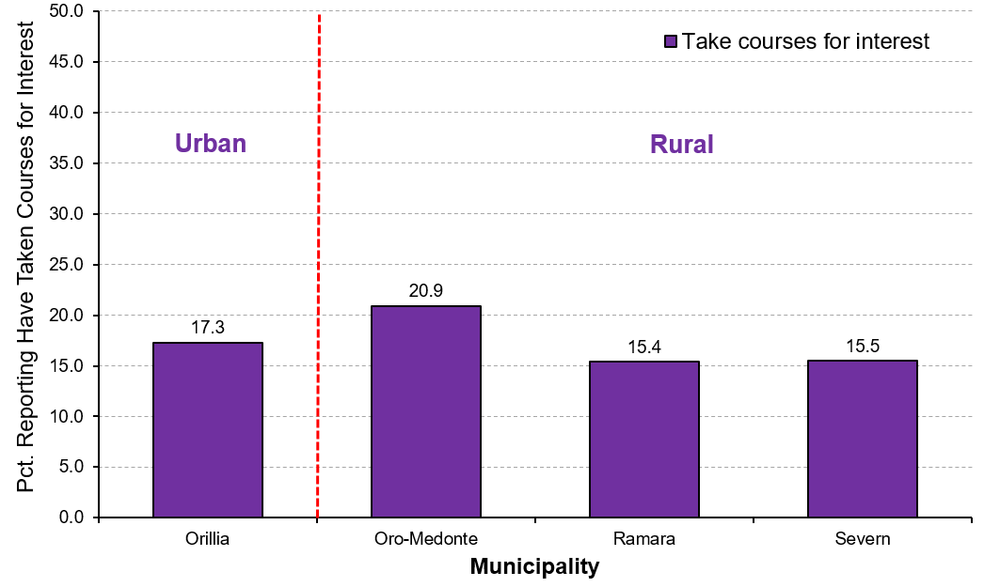 Pct. Reporting Have Taken Courses for Interest
50.0
45.0
40.0
35.0
30.0
25.0
20.0
15.0
10.0
5.0
0.0
Take courses for interest
Urban
Rural
17.3
20.9
15.4
15.5
Orillia
Oro-Medonte
Ramara
Severn
Municipality